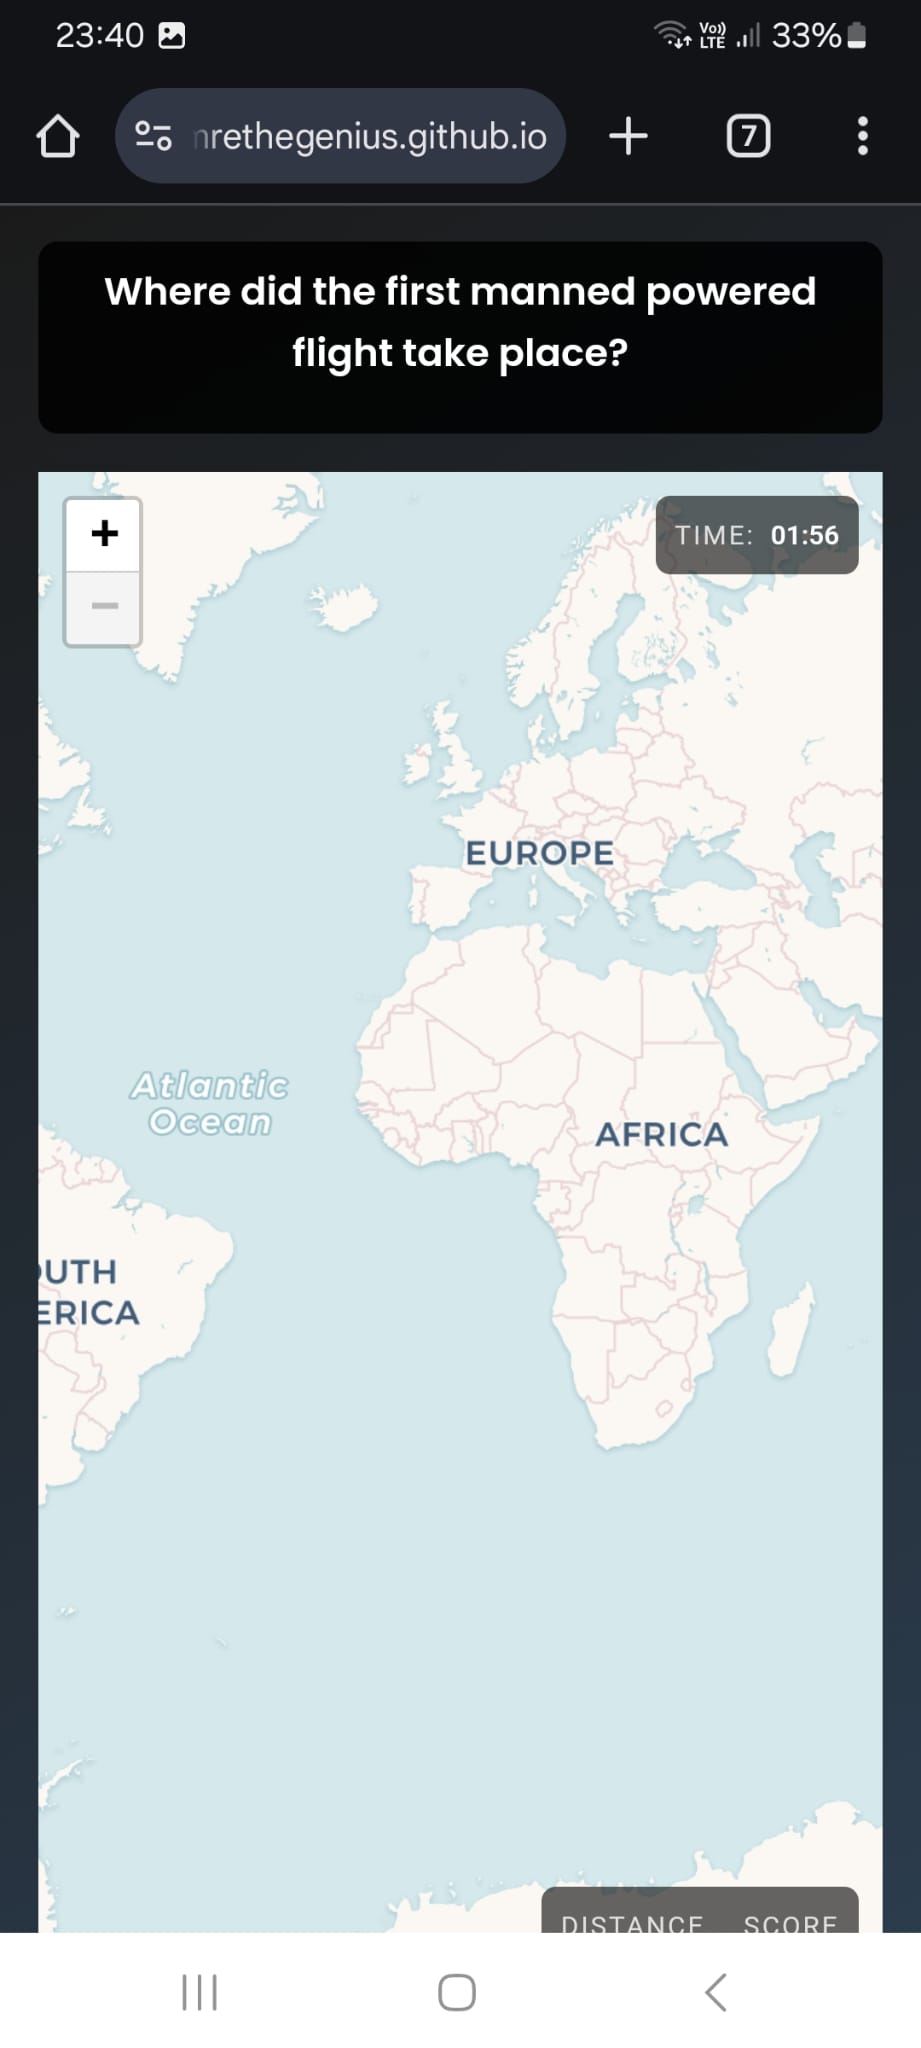 23:40 Vo)) LTE 33%
nrethegenius.github.io 7
Where did the first manned powered
flight take place?
+
TIME: 01:56
−
EUROPE
Atlantic
Ocean
AFRICA
UTH
ERICA
DISTANCE SCORE